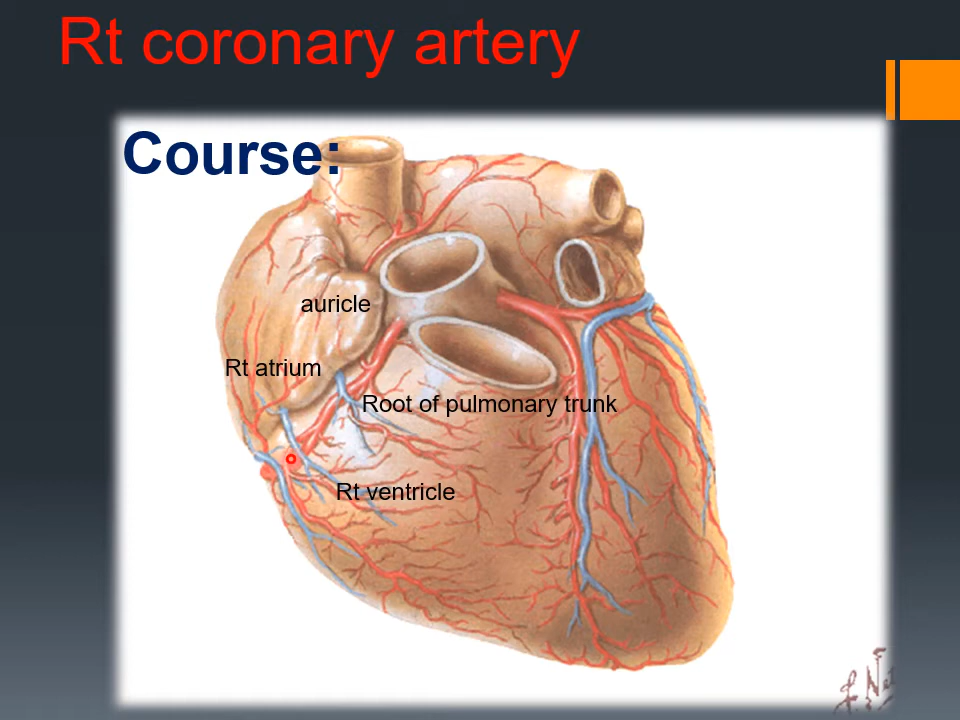 Rt coronary artery
Course:
auricle
Rt atrium
Root of pulmonary trunk
Rt ventricle